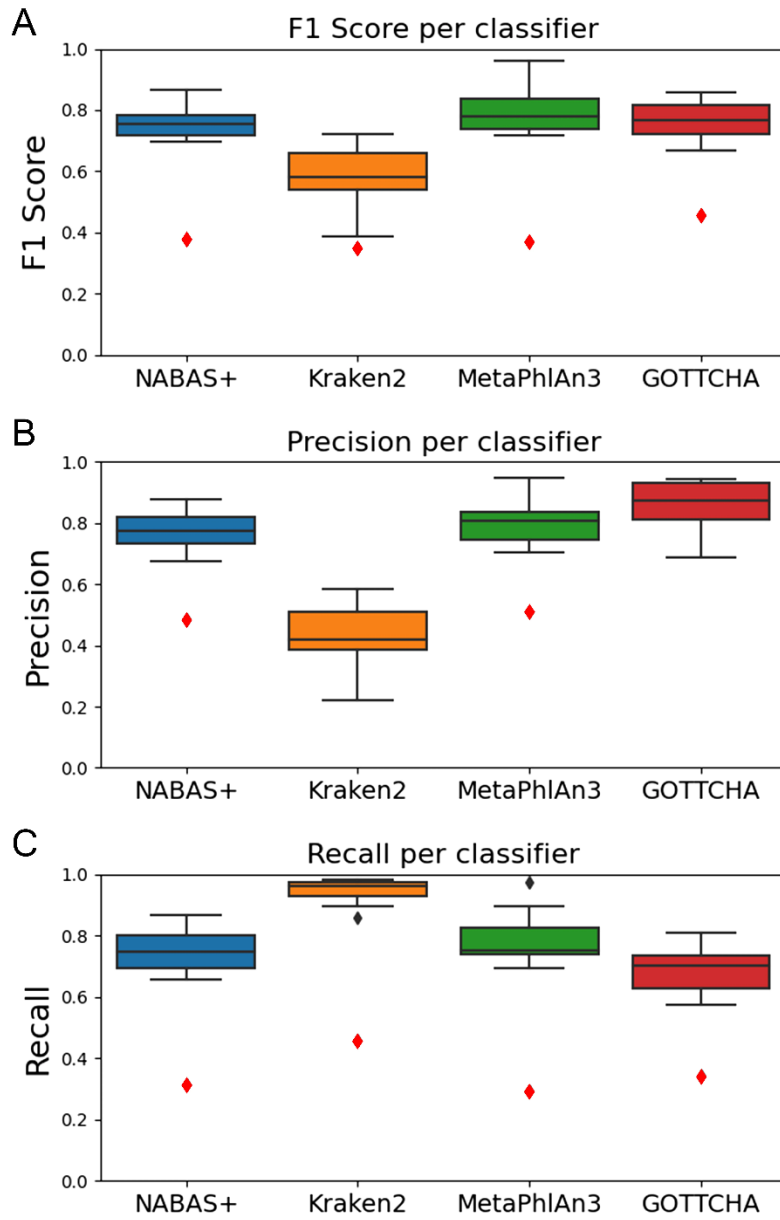 A
F1 Score per classifier
F1 Score
1.0
0.8
0.6
0.4
0.2
0.0
NABAS+ Kraken2 MetaPhlAn3 GOTTCHA
B
Precision per classifier
Precision
1.0
0.8
0.6
0.4
0.2
0.0
NABAS+ Kraken2 MetaPhlAn3 GOTTCHA
C
Recall per classifier
Recall
1.0
0.8
0.6
0.4
0.2
0.0
NABAS+ Kraken2 MetaPhlAn3 GOTTCHA